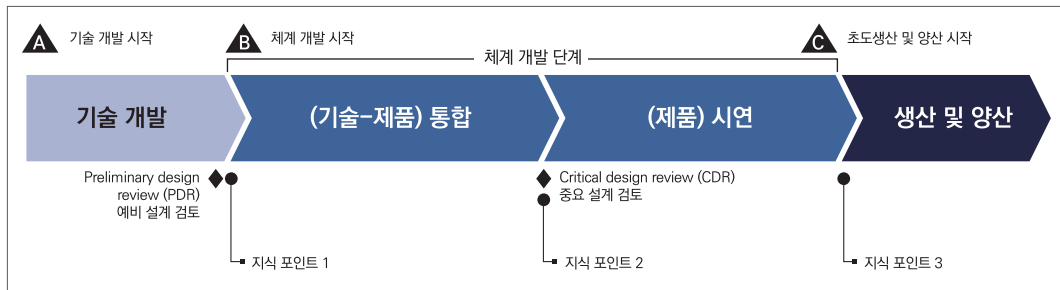 A 기술 개발 시작
B 체계 개발 시작
C 초도생산 및 양산 시작
체계 개발 단계
기술 개발
(기술-제품) 통합
(제품) 시연
생산 및 양산
Preliminary design
review (PDR)
예비 설계 검토
Critical design review (CDR)
중요 설계 검토
지식 포인트 1
지식 포인트 2
지식 포인트 3